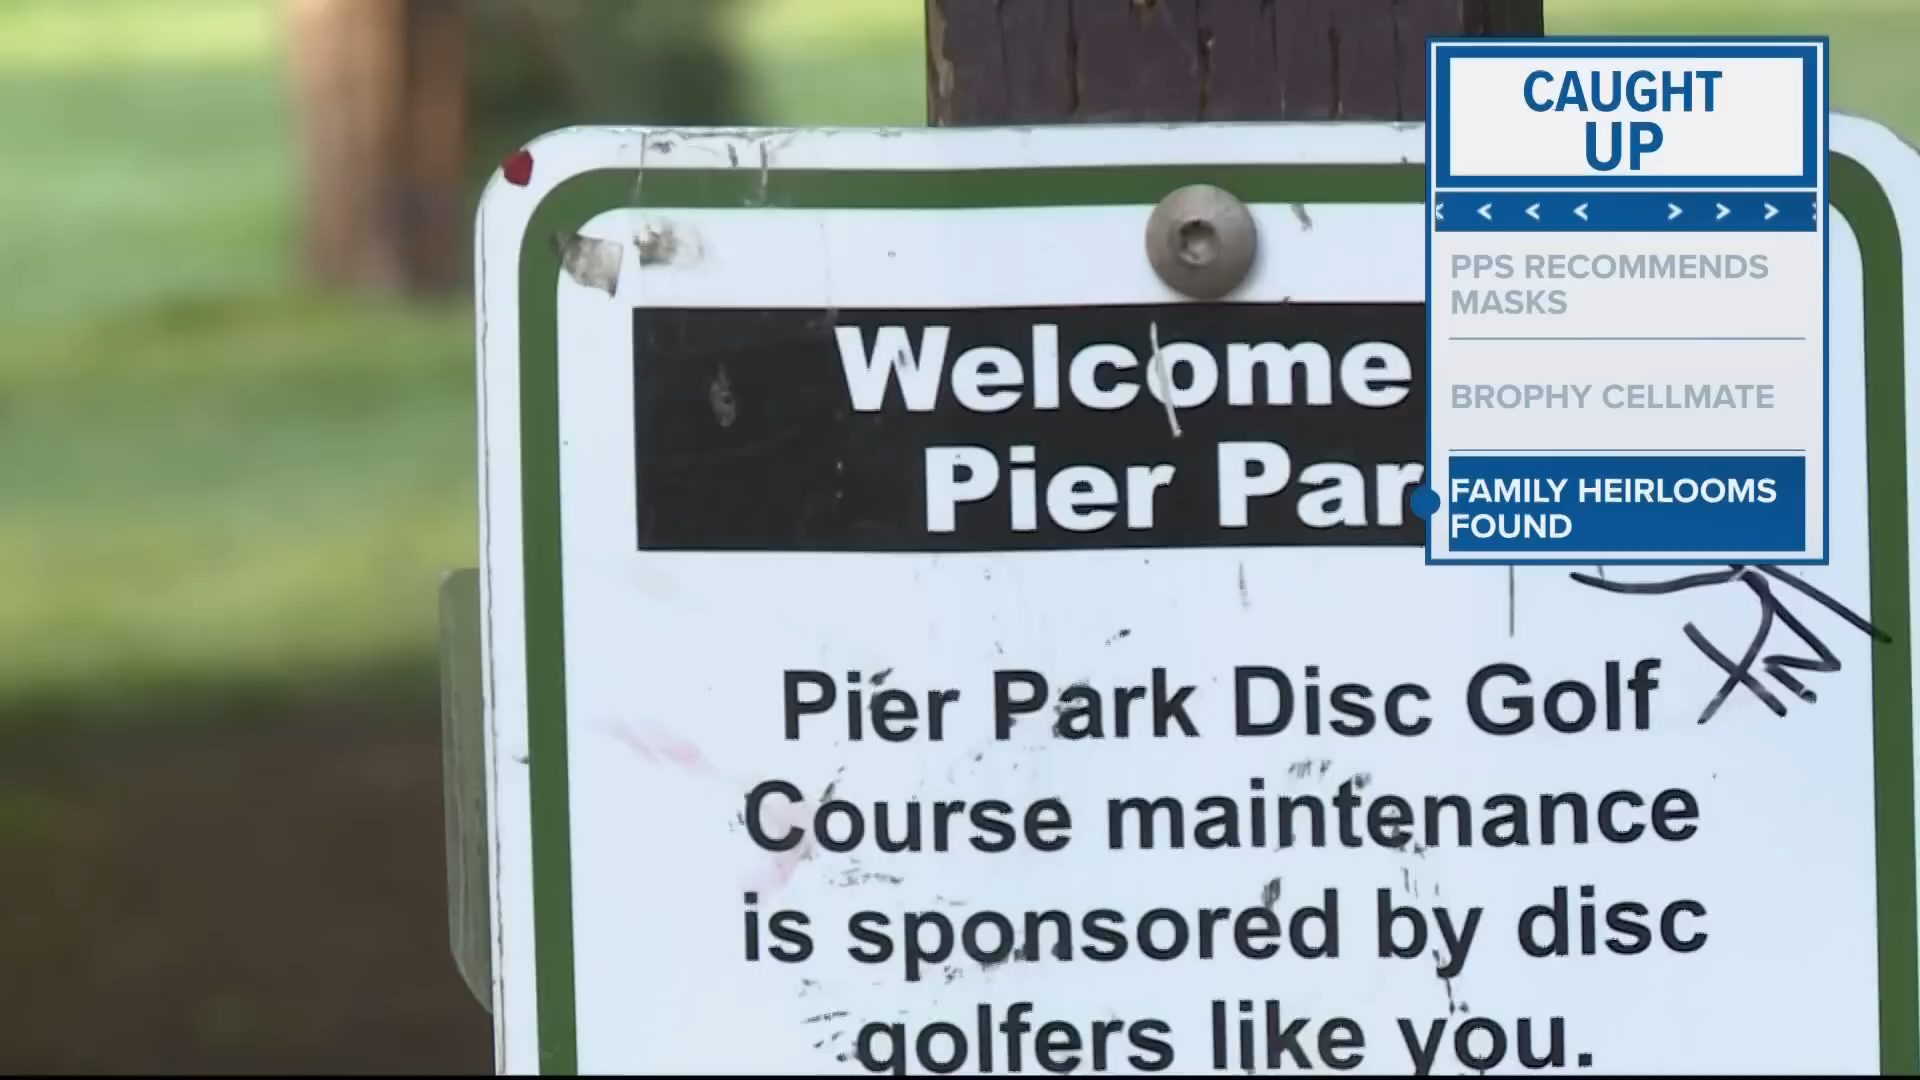 CAUGHT
UP
PPS RECOMMENDS
MASKS
BROPHY CELLMATE
FAMILY HEIRLOOMS
FOUND
Welcome
Pier Par
Pier Park Disc Golf
Course maintenance
is sponsored by disc
golfers like you.